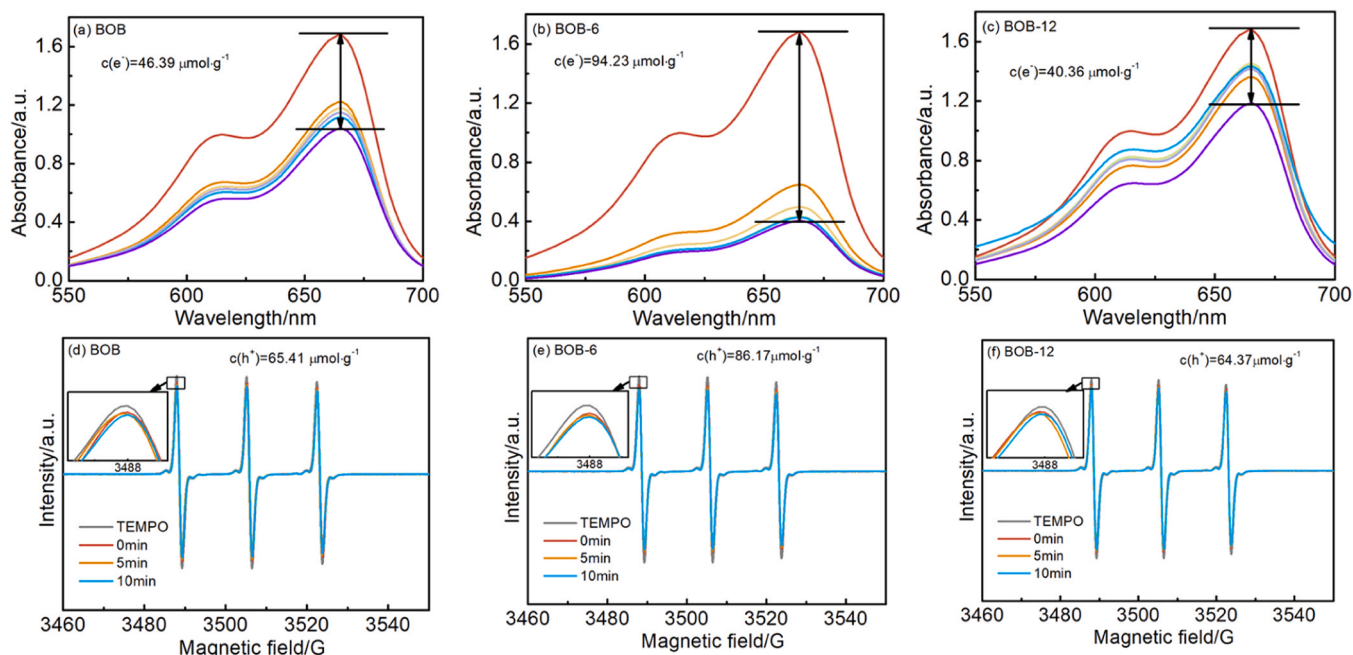 (a) BOB
c(e⁻)=46.39 μmol·g⁻¹
Absorbance/a.u.
1.6
1.2
0.8
0.4
0.0
550
600
650
700
Wavelength/nm
(b) BOB-6
c(e⁻)=94.23 μmol·g⁻¹
Absorbance/a.u.
1.6
1.2
0.8
0.4
0.0
550
600
650
700
Wavelength/nm
(c) BOB-12
c(e⁻)=40.36 μmol·g⁻¹
Absorbance/a.u.
1.6
1.2
0.8
0.4
0.0
550
600
650
700
Wavelength/nm
(d) BOB
c(h⁺)=65.41 μmol·g⁻¹
3488
Intensity/a.u.
TEMPO
0min
5min
10min
3460
3480
3500
3520
3540
Magnetic field/G
(e) BOB-6
c(h⁺)=86.17μmol·g⁻¹
3488
Intensity/a.u.
TEMPO
0min
5min
10min
3460
3480
3500
3520
3540
Magnetic field/G
(f) BOB-12
c(h⁺)=64.37μmol·g⁻¹
3488
Intensity/a.u.
TEMPO
0min
5min
10min
3460
3480
3500
3520
3540
Magnetic field/G